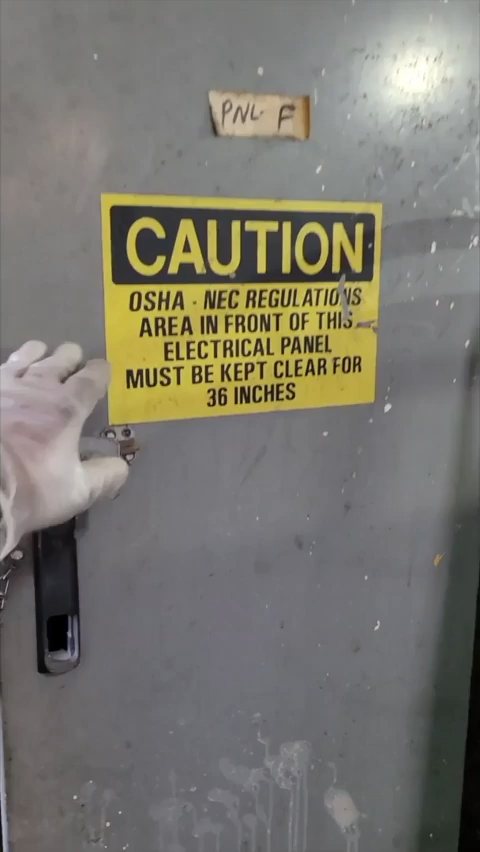 PNL F
CAUTION
OSHA - NEC REGULATIONS
AREA IN FRONT OF THIS
ELECTRICAL PANEL
MUST BE KEPT CLEAR FOR
36 INCHES